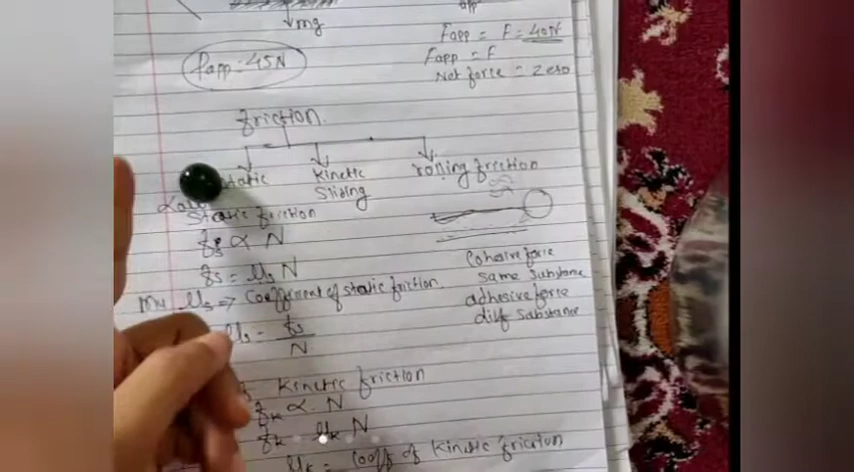 mg
Fapp = F = 40N
Fapp = F
Net force = zero
fapp = 45N
friction
static
Kinetic
Sliding
rolling friction
Static friction
fs ∝ N
fs = μs N
μs => Coefficient of static friction.
μs = fs / N
Cohesive force
same substance
adhesive force
diff substance
Kinetic friction
fk ∝ N
fk μk N
μk = Coeff of Kinetic friction